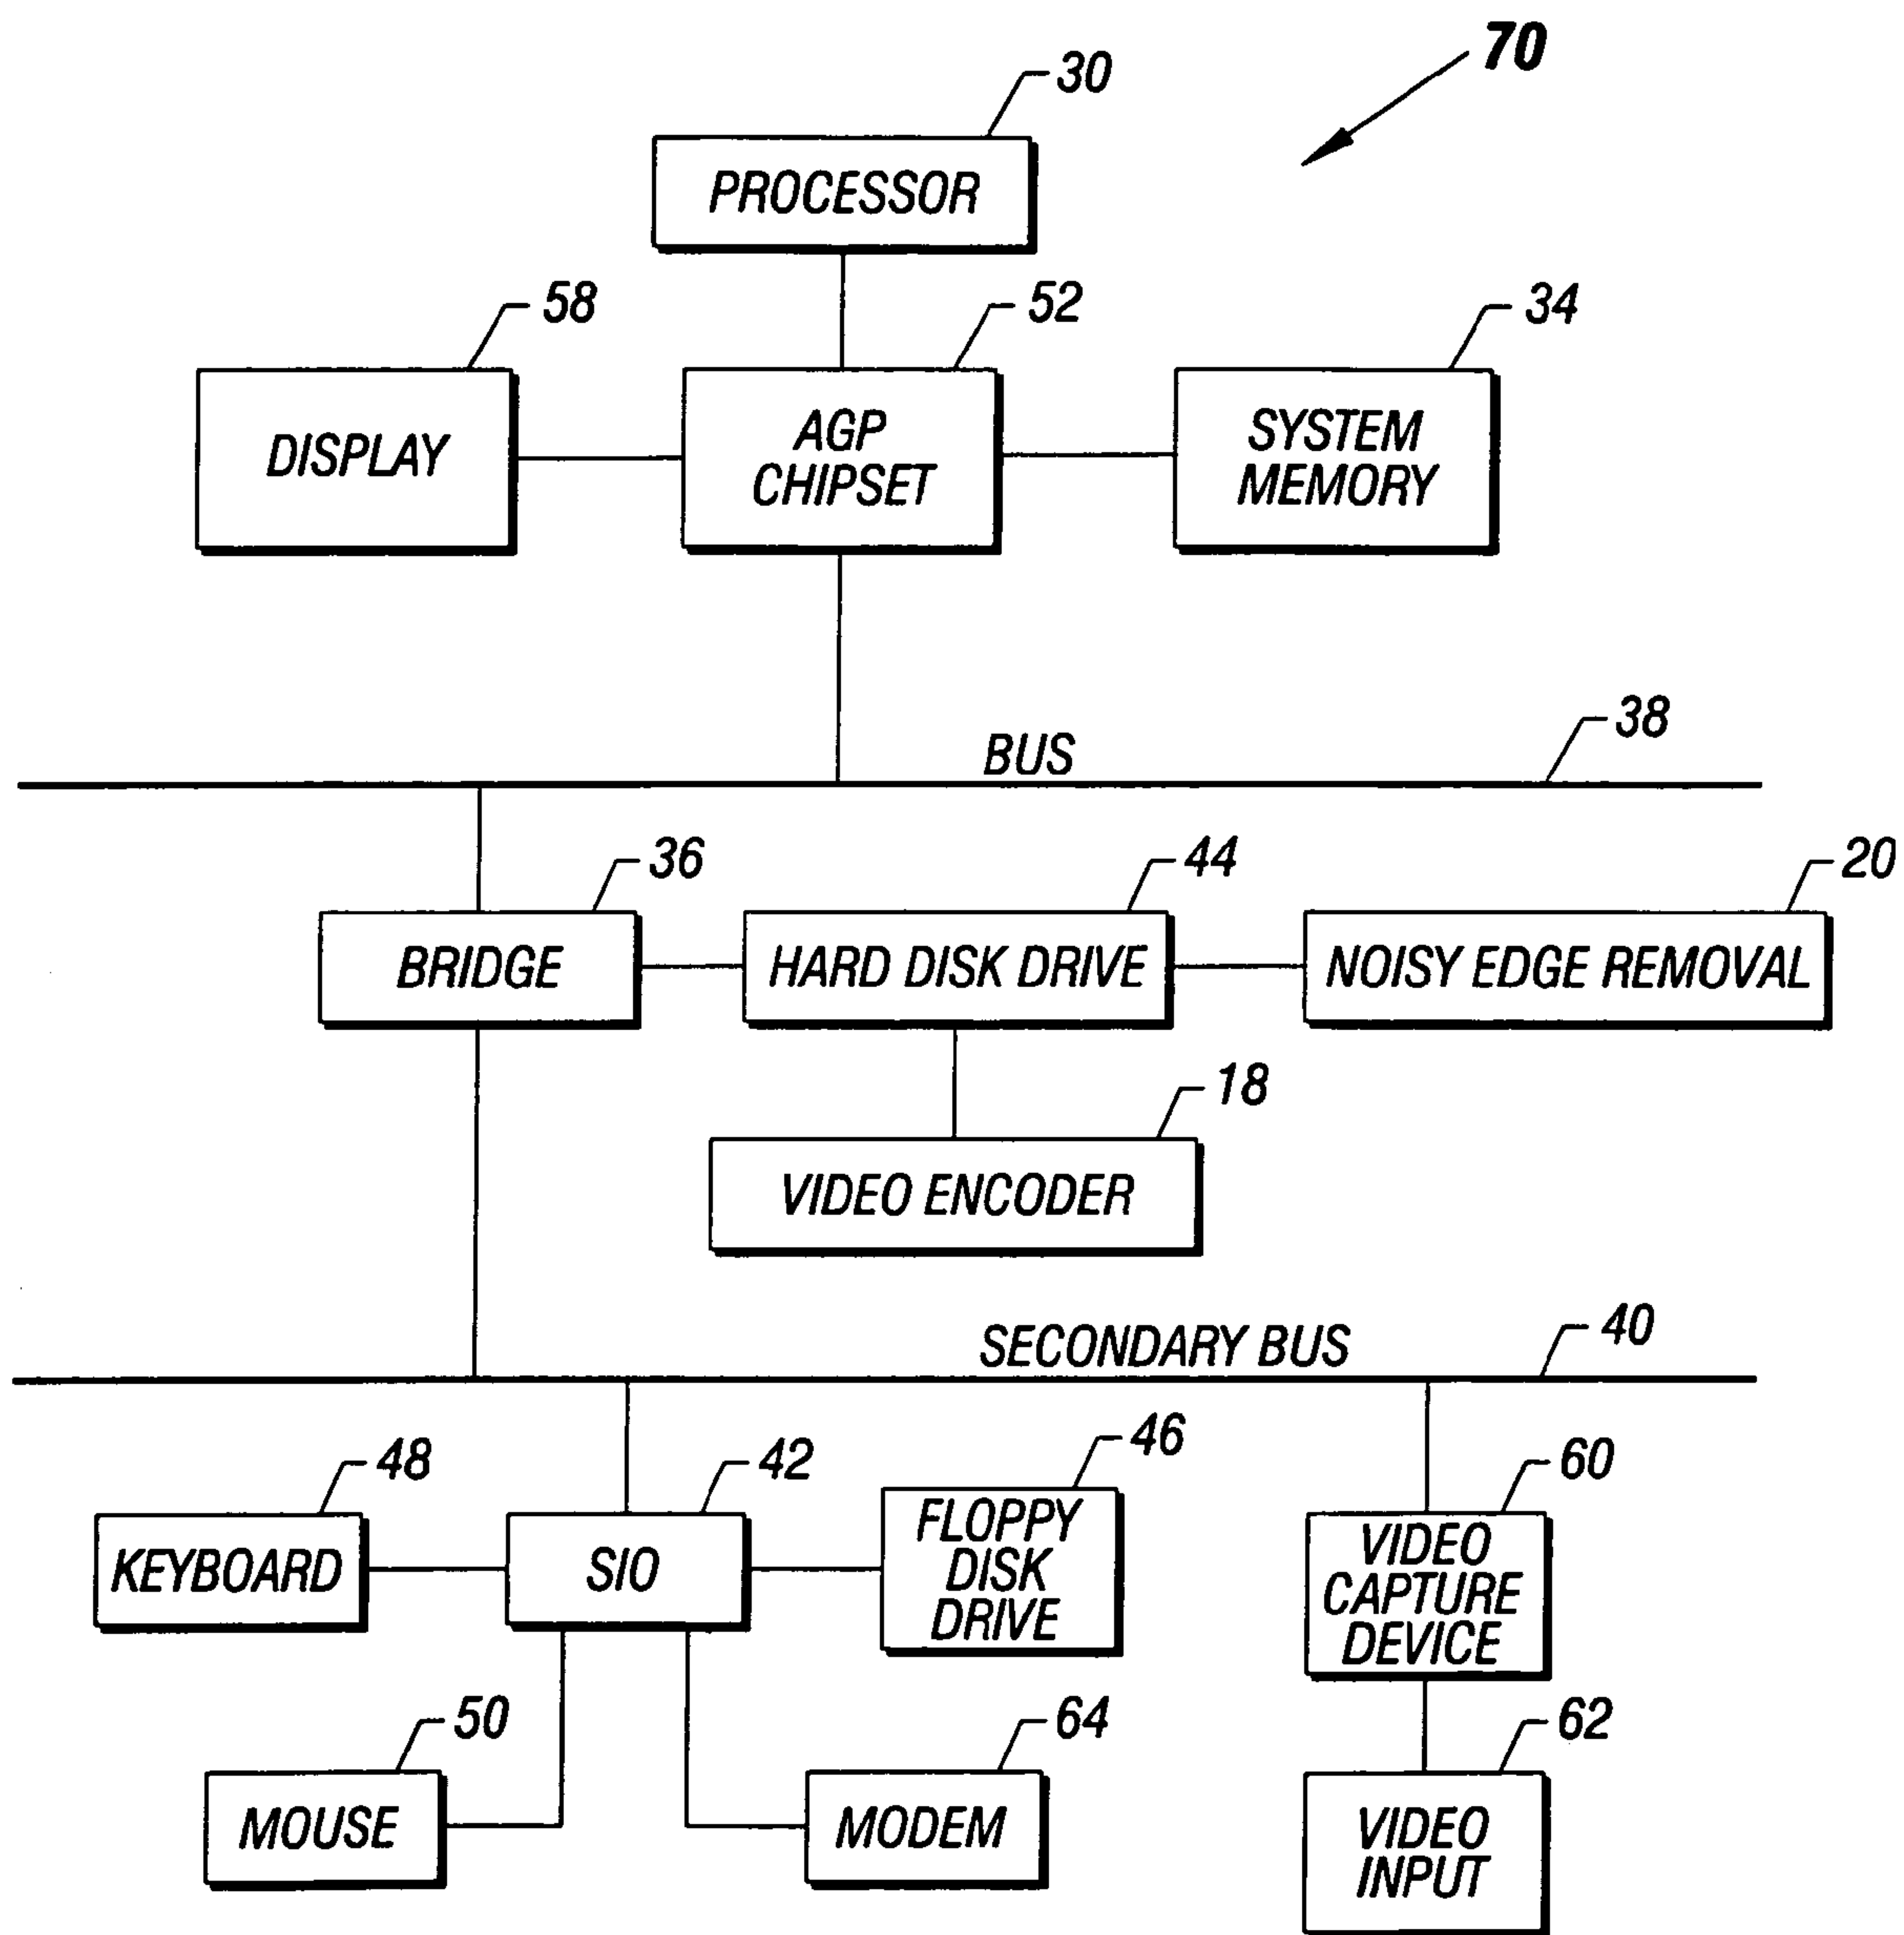 70
30
PROCESSOR
58
52
34
DISPLAY
AGP
CHIPSET
SYSTEM
MEMORY
38
BUS
36
44
20
BRIDGE
HARD DISK DRIVE
NOISY EDGE REMOVAL
18
VIDEO ENCODER
40
SECONDARY BUS
48
42
46
60
KEYBOARD
SIO
FLOPPY
DISK
DRIVE
VIDEO
CAPTURE
DEVICE
50
64
62
MOUSE
MODEM
VIDEO
INPUT